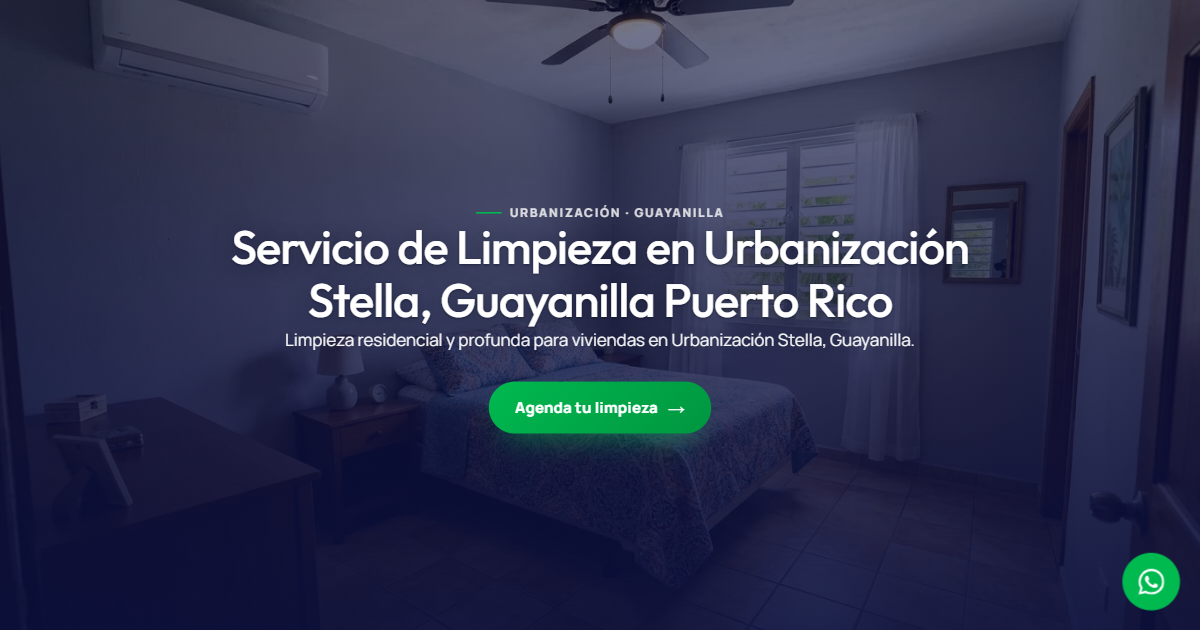 URBANIZACIÓN · GUAYANILLA
Servicio de Limpieza en Urbanización
Stella, Guayanilla Puerto Rico
Limpieza residencial y profunda para viviendas en Urbanización Stella, Guayanilla.
Agenda tu limpieza →